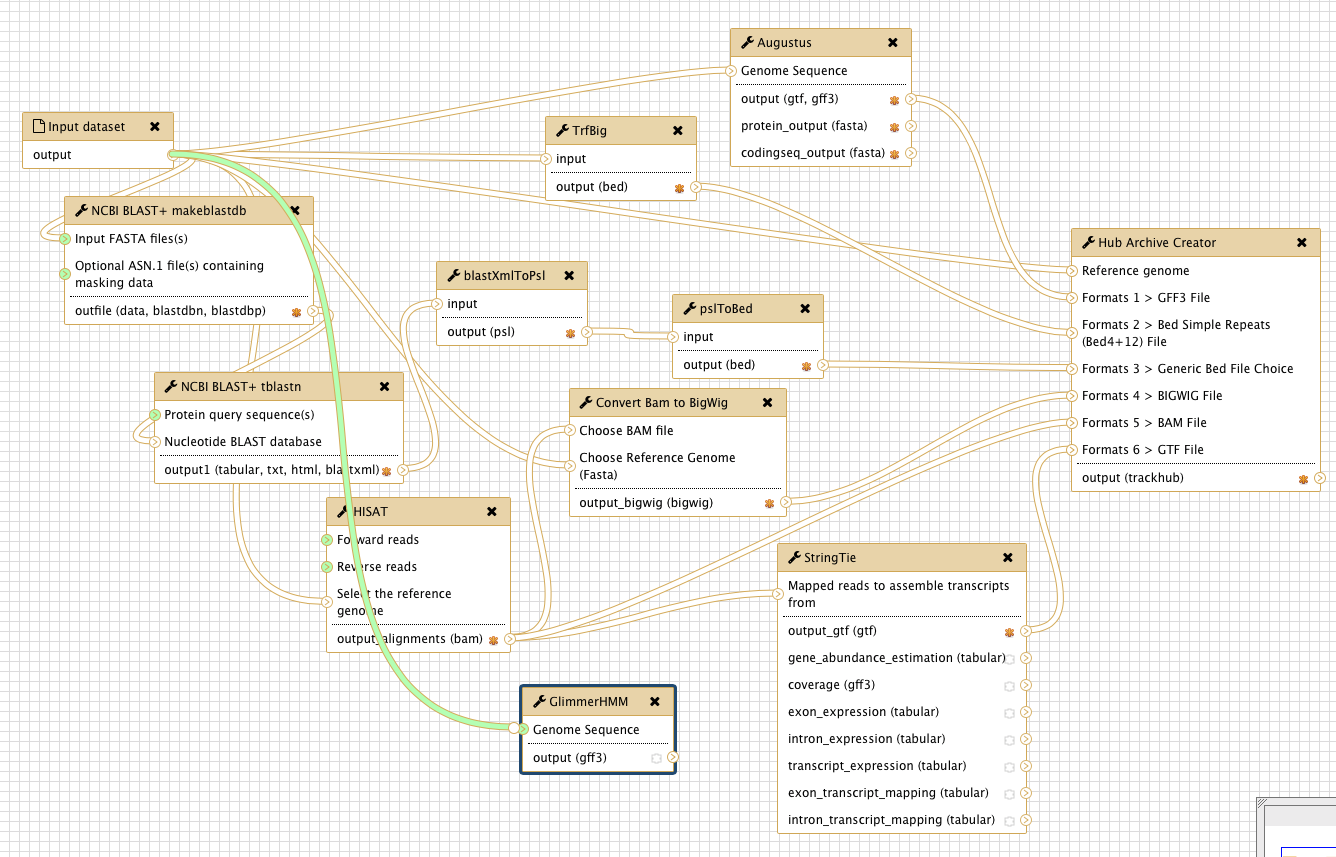 Input dataset
output
NCBI BLAST+ makeblastdb
Input FASTA files(s)
Optional ASN.1 file(s) containing
masking data
outfile (data, blastdbn, blastdbp)
NCBI BLAST+ tblastn
Protein query sequence(s)
Nucleotide BLAST database
output1 (tabular, txt, html, blastxml)
HISAT
Forward reads
Reverse reads
Select the reference
genome
output_alignments (bam)
TrfBig
input
output (bed)
blastXmlToPsl
input
output (psl)
Augustus
Genome Sequence
output (gtf, gff3)
protein_output (fasta)
codingseq_output (fasta)
pslToBed
input
output (bed)
Convert Bam to BigWig
Choose BAM file
Choose Reference Genome
(Fasta)
output_bigwig (bigwig)
GlimmerHMM
Genome Sequence
output (gff3)
StringTie
Mapped reads to assemble transcripts
from
output_gtf (gtf)
gene_abundance_estimation (tabular)
coverage (gff3)
exon_expression (tabular)
intron_expression (tabular)
transcript_expression (tabular)
exon_transcript_mapping (tabular)
intron_transcript_mapping (tabular)
Hub Archive Creator
Reference genome
Formats 1 > GFF3 File
Formats 2 > Bed Simple Repeats
(Bed4+12) File
Formats 3 > Generic Bed File Choice
Formats 4 > BIGWIG File
Formats 5 > BAM File
Formats 6 > GTF File
output (trackhub)